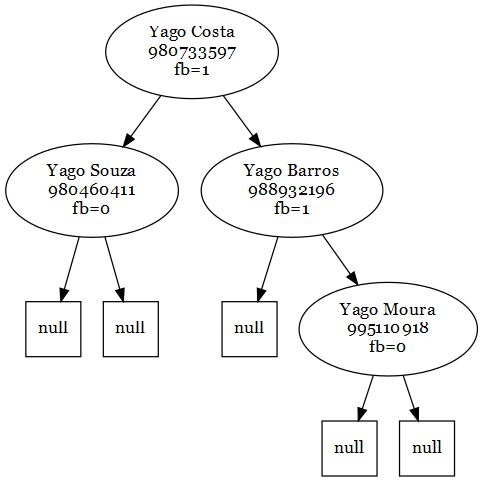 Yago Costa
980733597
fb=1
Yago Souza
980460411
fb=0
Yago Barros
988932196
fb=1
null
null
null
Yago Moura
995110918
fb=0
null
null